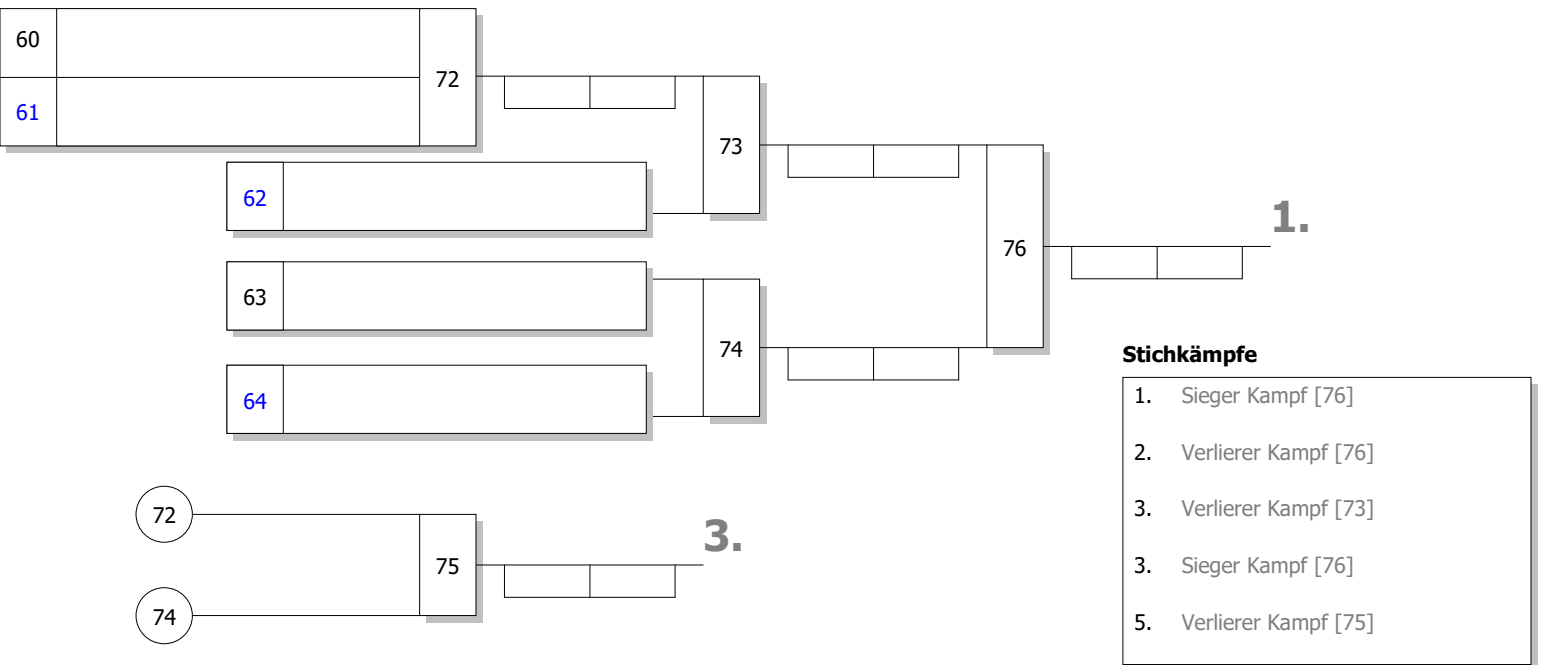 60
72
61
73
62
1.
76
63
74
64
Stichkämpfe
1. Sieger Kampf [76]
2. Verlierer Kampf [76]
3. Verlierer Kampf [73]
3. Sieger Kampf [76]
5. Verlierer Kampf [75]
72
3.
75
74